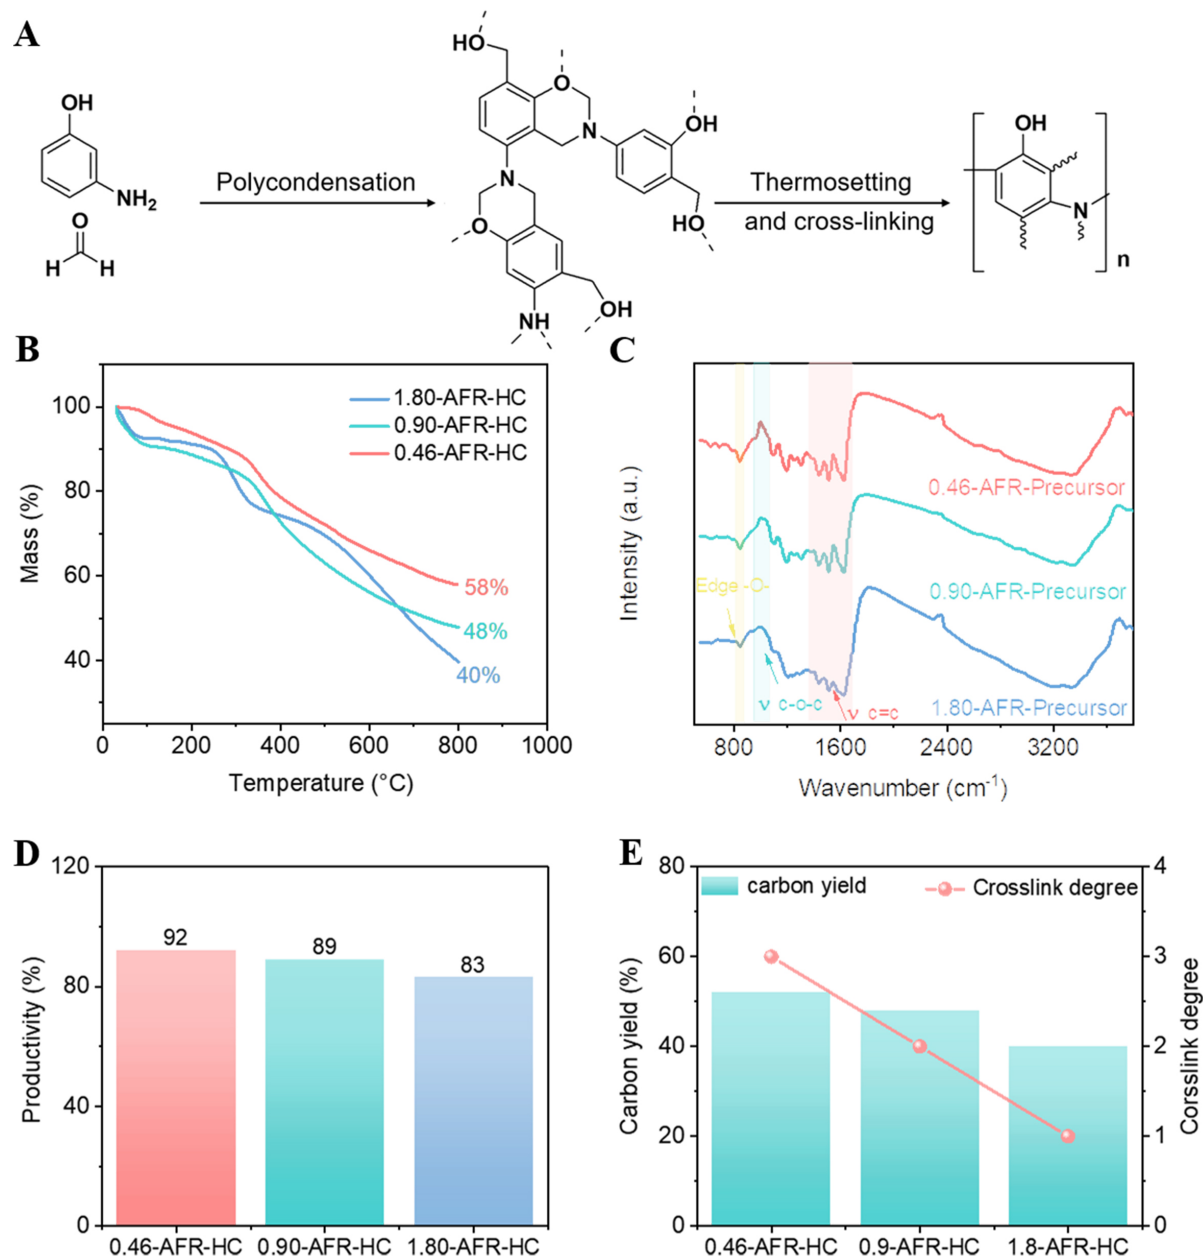 A
OH
NH2
O
H H
Polycondensation
HO
O
N
OH
N
HO
O
OH
NH
Thermosetting
and cross-linking
OH
N
n
B
1.80-AFR-HC
0.90-AFR-HC
0.46-AFR-HC
58%
48%
40%
100
80
60
40
0 200 400 600 800 1000
Mass (%)
Temperature (°C)
C
0.46-AFR-Precursor
0.90-AFR-Precursor
Edge -O-
ν c-o-c
ν c=c
1.80-AFR-Precursor
800 1600 2400 3200
Intensity (a.u.)
Wavenumber (cm-1)
D
120
80
40
0
92
89
83
0.46-AFR-HC 0.90-AFR-HC 1.80-AFR-HC
Productivity (%)
E
carbon yield
Crosslink degree
80
60
40
20
0
4
3
2
1
0
0.46-AFR-HC 0.9-AFR-HC 1.8-AFR-HC
Carbon yield (%)
Corsslink degree